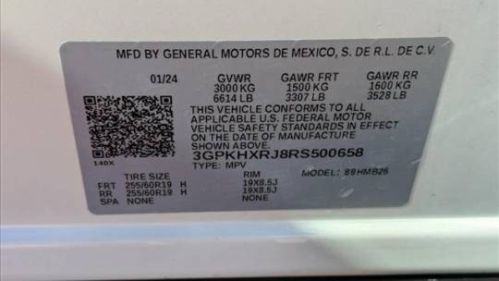 MFD BY GENERAL MOTORS DE MEXICO, S. DE R.L. DE C.V.
01/24 GVWR GAWR FRT GAWR RR
3000 KG 1500 KG 1600 KG
6614 LB 3307 LB 3528 LB
THIS VEHICLE CONFORMS TO ALL
APPLICABLE U.S. FEDERAL MOTOR
VEHICLE SAFETY STANDARDS IN EFFECT
ON THE DATE OF MANUFACTURE
SHOWN ABOVE.
3GPKHXRJ8RS500658
140X TYPE: MPV MODEL: 89HMB26
TIRE SIZE RIM
FRT 255/60R19 H 19X8.5J
RR 255/60R19 H 19X8.5J
SPA NONE NONE